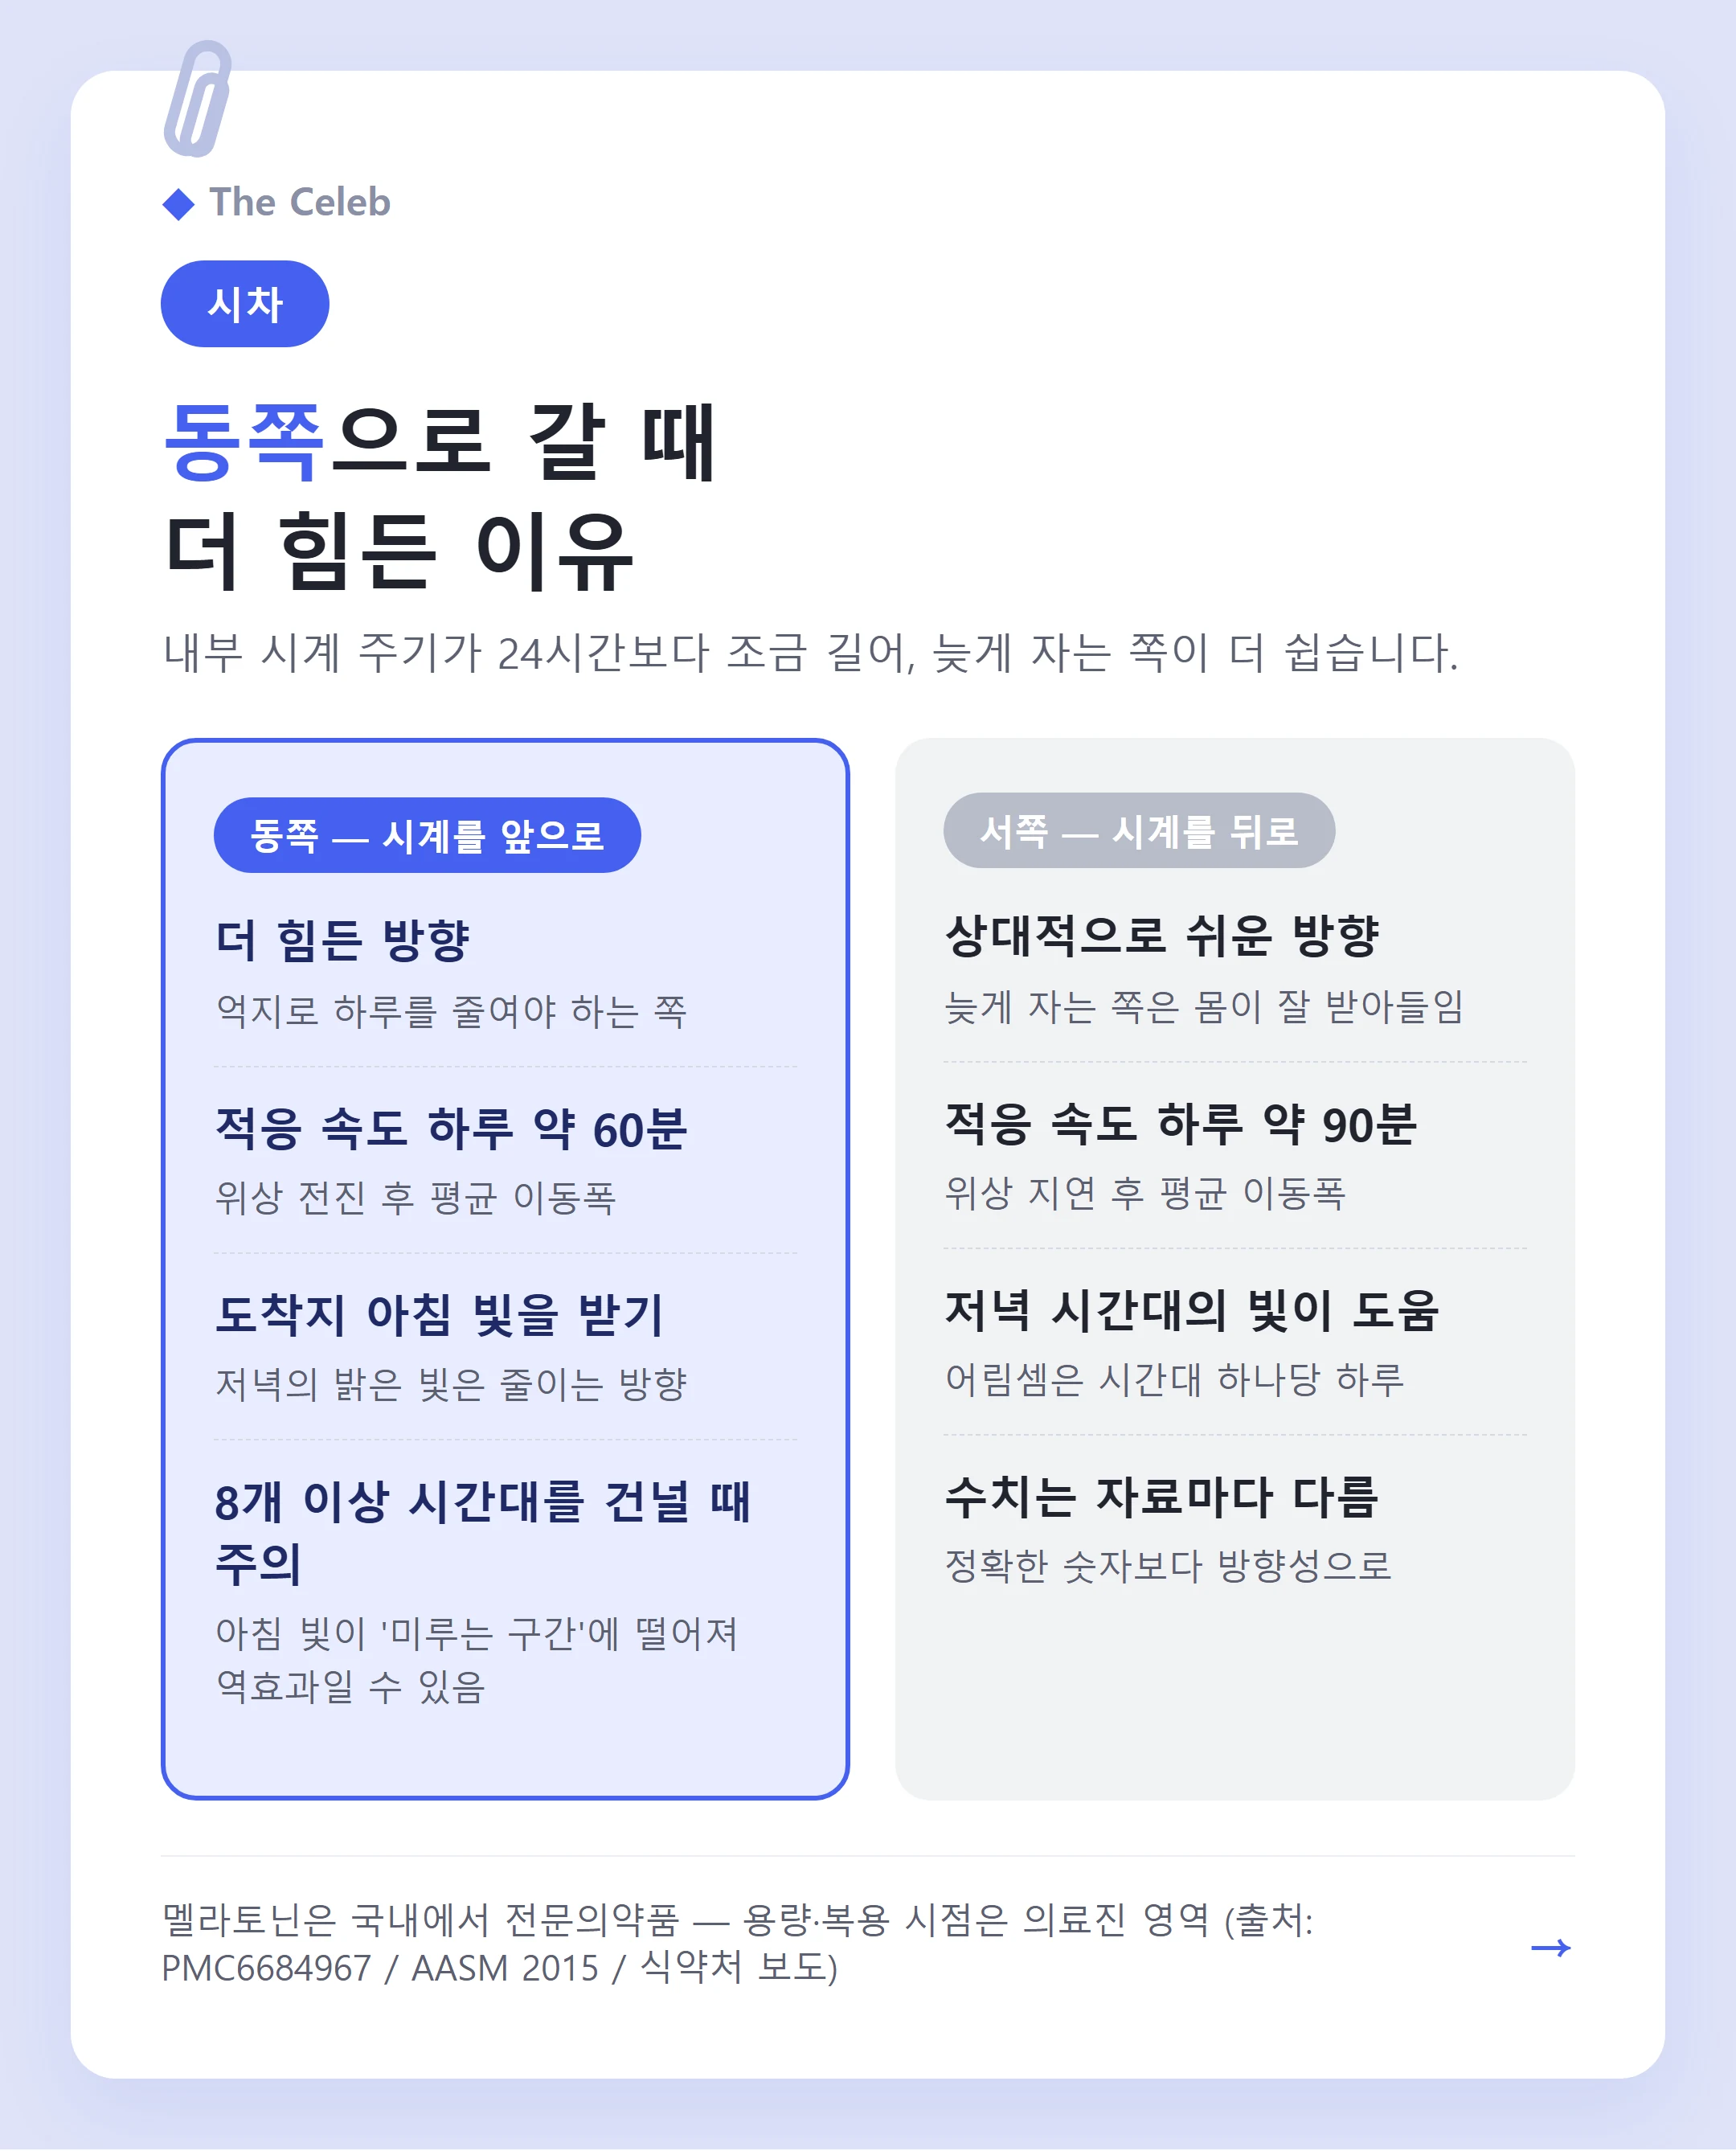 The Celeb
시차
동쪽으로 갈 때
더 힘든 이유
내부 시계 주기가 24시간보다 조금 길어, 늦게 자는 쪽이 더 쉽습니다.
동쪽 — 시계를 앞으로
더 힘든 방향
억지로 하루를 줄여야 하는 쪽
적응 속도 하루 약 60분
위상 전진 후 평균 이동폭
도착지 아침 빛을 받기
저녁의 밝은 빛은 줄이는 방향
8개 이상 시간대를 건널 때
주의
아침 빛이 '미루는 구간'에 떨어져
역효과일 수 있음
서쪽 — 시계를 뒤로
상대적으로 쉬운 방향
늦게 자는 쪽은 몸이 잘 받아들임
적응 속도 하루 약 90분
위상 지연 후 평균 이동폭
저녁 시간대의 빛이 도움
어림셈은 시간대 하나당 하루
수치는 자료마다 다름
정확한 숫자보다 방향성으로
멜라토닌은 국내에서 전문의약품 — 용량·복용 시점은 의료진 영역 (출처:
PMC6684967 / AASM 2015 / 식약처 보도)
→